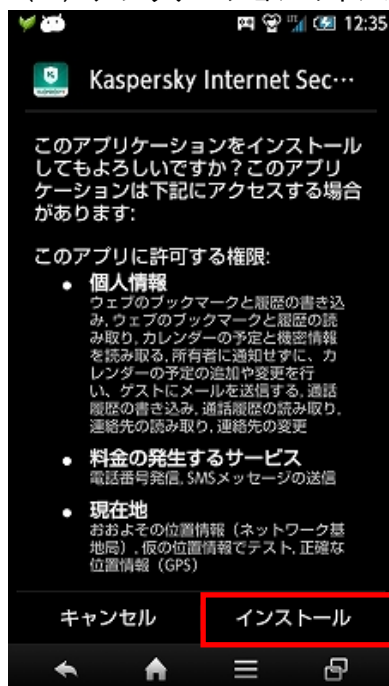 12:35
Kaspersky Internet Sec…
このアプリケーションをインストール
してもよろしいですか？このアプリ
ケーションは下記にアクセスする場合
があります:
このアプリに許可する権限:
● 個人情報
ウェブのブックマークと履歴の書き込
み, ウェブのブックマークと履歴の読
み取り, カレンダーの予定と機密情報
を読み取る, 所有者に通知せずに、カ
レンダーの予定の追加や変更を行
い、ゲストにメールを送信する, 通話
履歴の書き込み, 通話履歴の読み取り,
連絡先の読み取り, 連絡先の変更
● 料金の発生するサービス
電話番号発信, SMSメッセージの送信
● 現在地
おおよその位置情報（ネットワーク基
地局）, 仮の位置情報でテスト, 正確な
位置情報（GPS）
キャンセル インストール